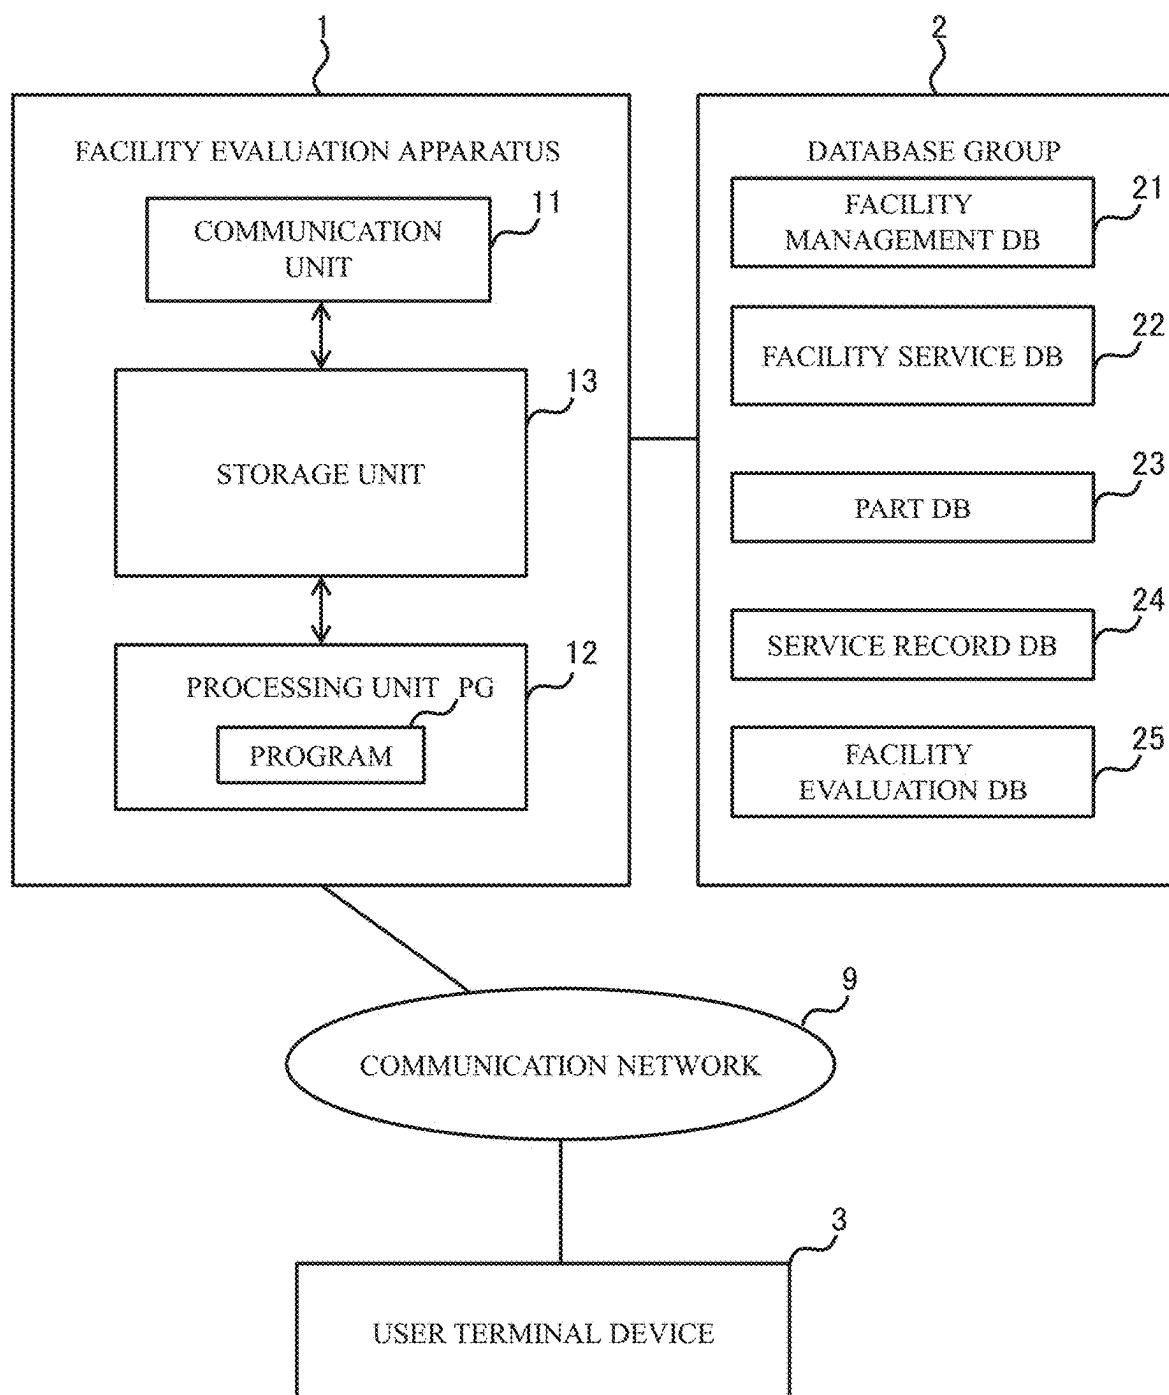 1
2
FACILITY EVALUATION APPARATUS
COMMUNICATION
UNIT
11
STORAGE UNIT
13
PROCESSING UNIT
PG
12
PROGRAM
DATABASE GROUP
FACILITY
MANAGEMENT DB
21
FACILITY SERVICE DB
22
PART DB
23
SERVICE RECORD DB
24
FACILITY
EVALUATION DB
25
COMMUNICATION NETWORK
9
USER TERMINAL DEVICE
3